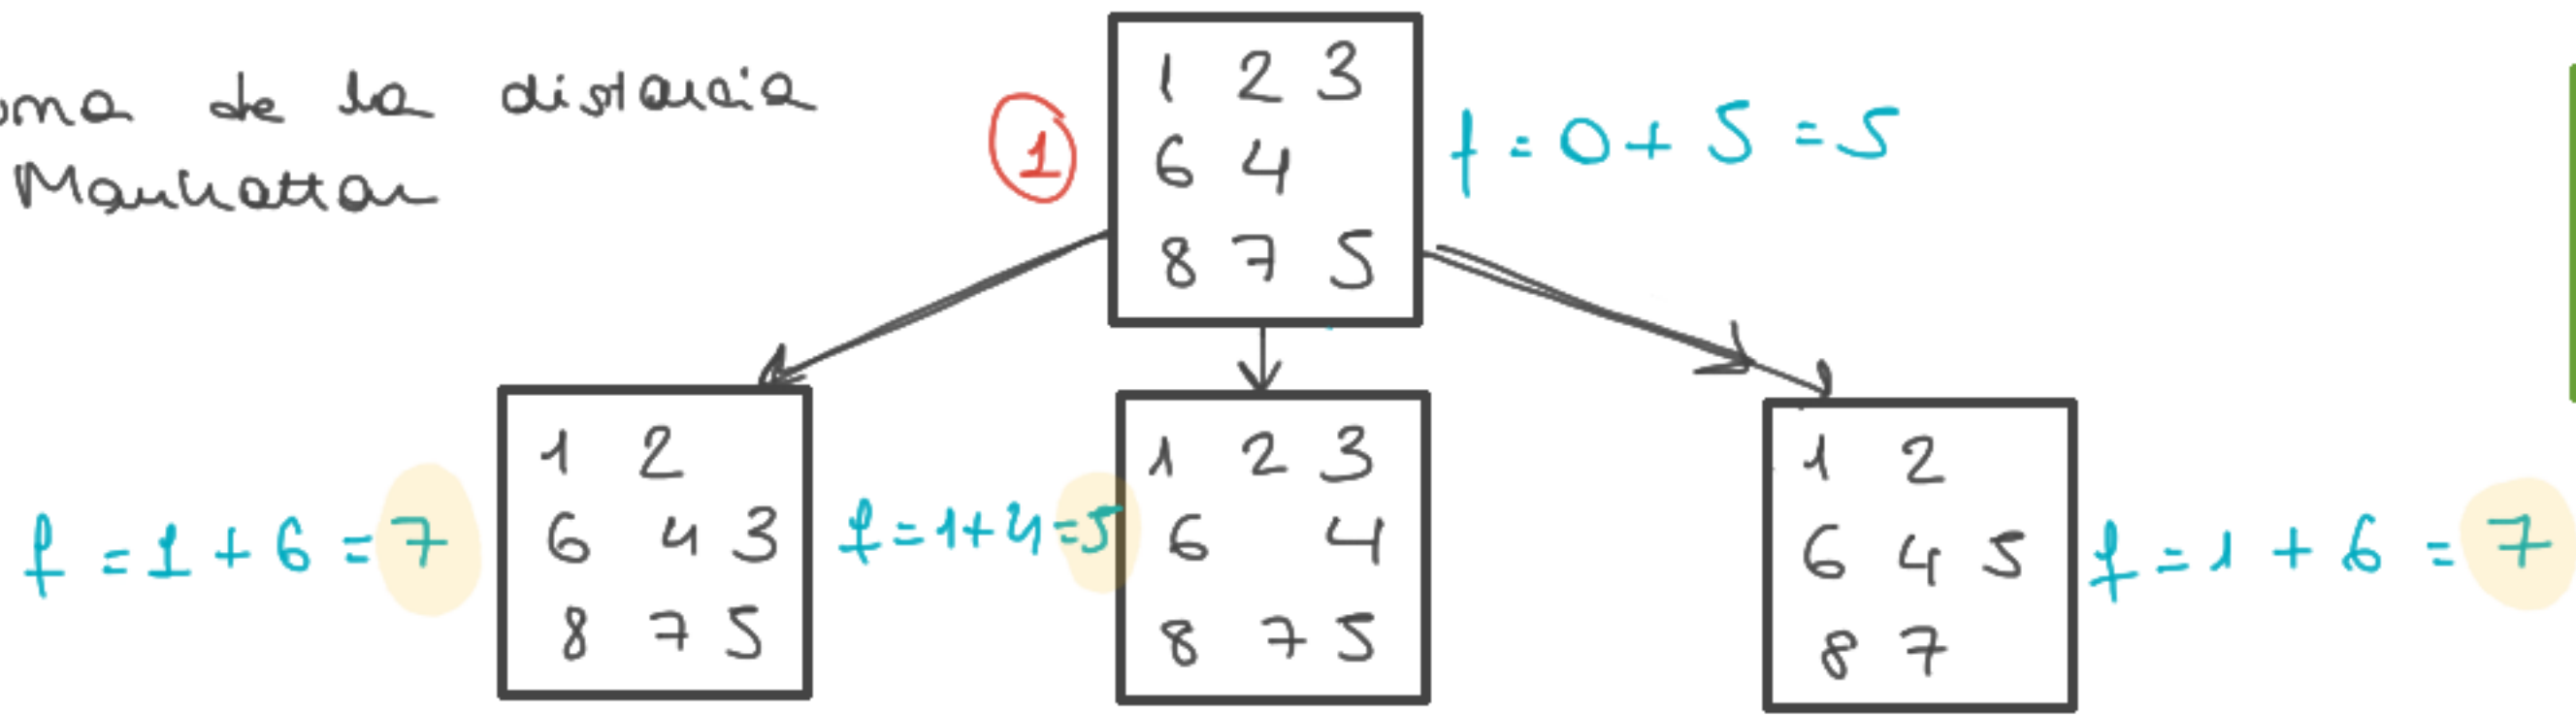 de la distancia
Manhattan
1
1 2 3
6 4
8 7 5
f = 0 + 5 = 5
f = 1 + 6 = 7
1 2
6 4 3
8 7 5
f = 1 + 4 = 5
1 2 3
6 4
8 7 5
1 2
6 4 5
8 7
f = 1 + 6 = 7